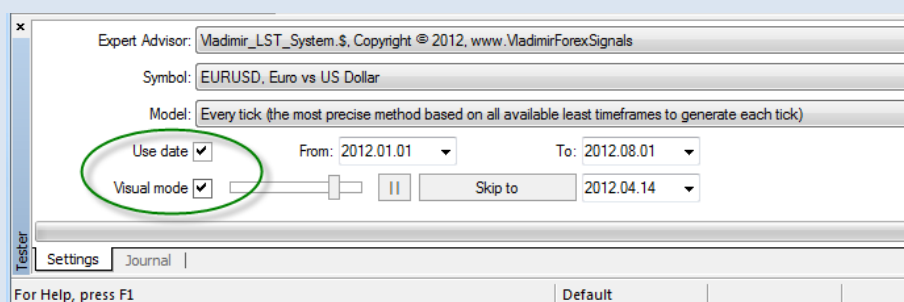 Expert Advisor: Vladimir_LST_System.$, Copyright © 2012, www.VladimirForexSignals
Symbol: EURUSD, Euro vs US Dollar
Model: Every tick (the most precise method based on all available least timeframes to generate each tick)
Use date From: 2012.01.01 To: 2012.08.01
Visual mode Skip to 2012.04.14
Tester
Settings Journal
For Help, press F1 Default